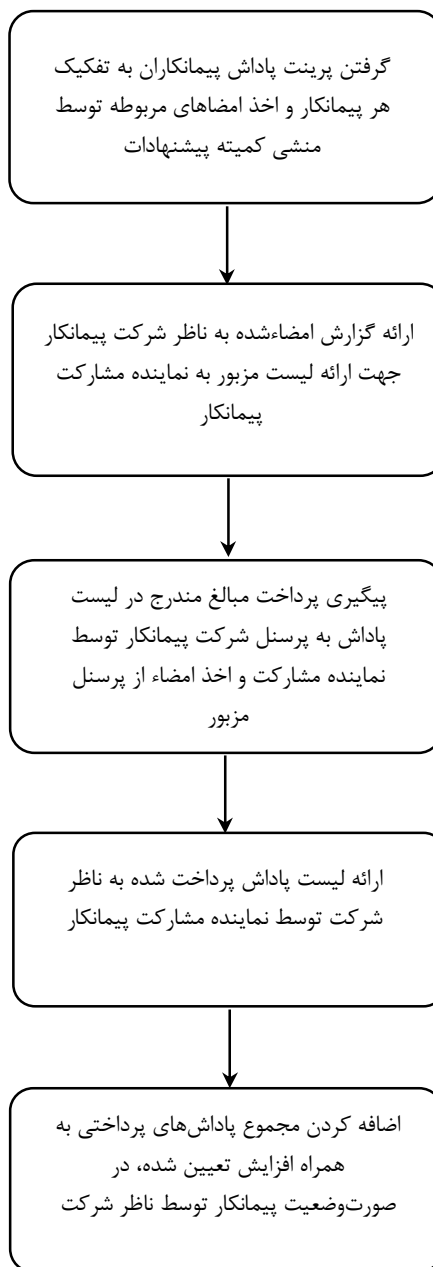 گرفتن پرینت پاداش پیمانکاران به تفکیک
هر پیمانکار و اخذ امضاهای مربوطه توسط
منشی کمیته پیشنهادات
ارائه گزارش امضاءشده به ناظر شرکت پیمانکار
جهت ارائه لیست مزبور به نماینده مشارکت
پیمانکار
پیگیری پرداخت مبالغ مندرج در لیست
پاداش به پرسنل شرکت پیمانکار توسط
نماینده مشارکت و اخذ امضاء از پرسنل
مزبور
ارائه لیست پاداش پرداخت شده به ناظر
شرکت توسط نماینده مشارکت پیمانکار
اضافه کردن مجموع پاداش‌های پرداختی به
همراه افزایش تعیین شده، در
صورت‌وضعیت پیمانکار توسط ناظر شرکت